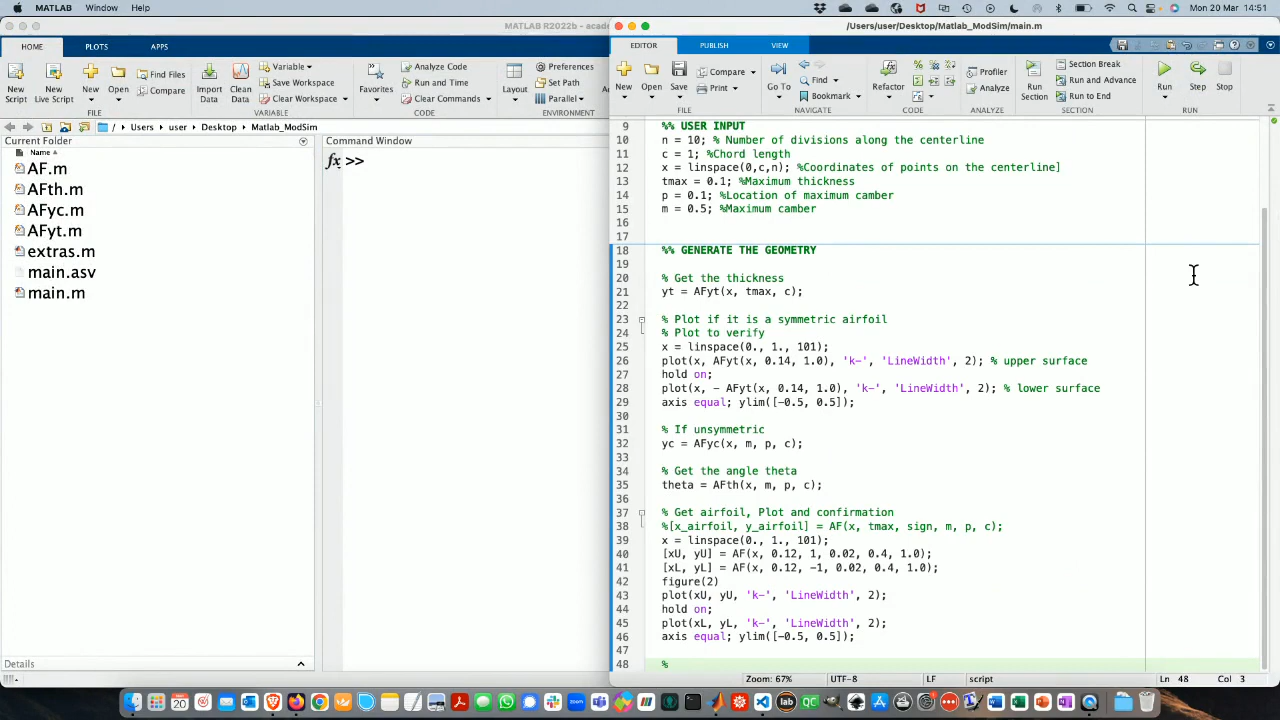 MATLAB Window
Mon 20 Mar 14:51
MATLAB R2022b - acade
/Users/user/Desktop/Matlab_ModSim/main.m
HOME PLOTS APPS
EDITOR PUBLISH VIEW
New Script
New Live Script
New
Open
Find Files
Compare
Import Data
Clean Data
Variable
Save Workspace
Clear Workspace
Favorites
Analyze Code
Run and Time
Clear Commands
Layout
Preferences
Set Path
Parallel
FILE VARIABLE CODE ENVIRONMENT
New
Open
Save
Compare
Print
Go To
Find
Bookmark
Refactor
Profiler
Analyze
Run Section
Section Break
Run and Advance
Run to End
Run
Step
Stop
FILE NAVIGATE CODE ANALYZE SECTION RUN
/ Users / user / Desktop / Matlab_ModSim
Current Folder
Name
AF.m
AFth.m
AFyc.m
AFyt.m
extras.m
main.asv
main.m
Details
Command Window
fx >>
9 %% USER INPUT
10 n = 10; % Number of divisions along the centerline
11 c = 1; %Chord length
12 x = linspace(0,c,n); %Coordinates of points on the centerline]
13 tmax = 0.1; %Maximum thickness
14 p = 0.1; %Location of maximum camber
15 m = 0.5; %Maximum camber
16
17
18 %% GENERATE THE GEOMETRY
19
20 % Get the thickness
21 yt = AFyt(x, tmax, c);
22
23 % Plot if it is a symmetric airfoil
24 % Plot to verify
25 x = linspace(0., 1., 101);
26 plot(x, AFyt(x, 0.14, 1.0), 'k-', 'LineWidth', 2); % upper surface
27 hold on;
28 plot(x, - AFyt(x, 0.14, 1.0), 'k-', 'LineWidth', 2); % lower surface
29 axis equal; ylim([-0.5, 0.5]);
30
31 % If unsymmetric
32 yc = AFyc(x, m, p, c);
33
34 % Get the angle theta
35 theta = AFth(x, m, p, c);
36
37 % Get airfoil, Plot and confirmation
38 %[x_airfoil, y_airfoil] = AF(x, tmax, sign, m, p, c);
39 x = linspace(0., 1., 101);
40 [xU, yU] = AF(x, 0.12, 1, 0.02, 0.4, 1.0);
41 [xL, yL] = AF(x, 0.12, -1, 0.02, 0.4, 1.0);
42 figure(2)
43 plot(xU, yU, 'k-', 'LineWidth', 2);
44 hold on;
45 plot(xL, yL, 'k-', 'LineWidth', 2);
46 axis equal; ylim([-0.5, 0.5]);
47
48 %
Zoom: 67% UTF-8 LF script Ln 48 Col 3